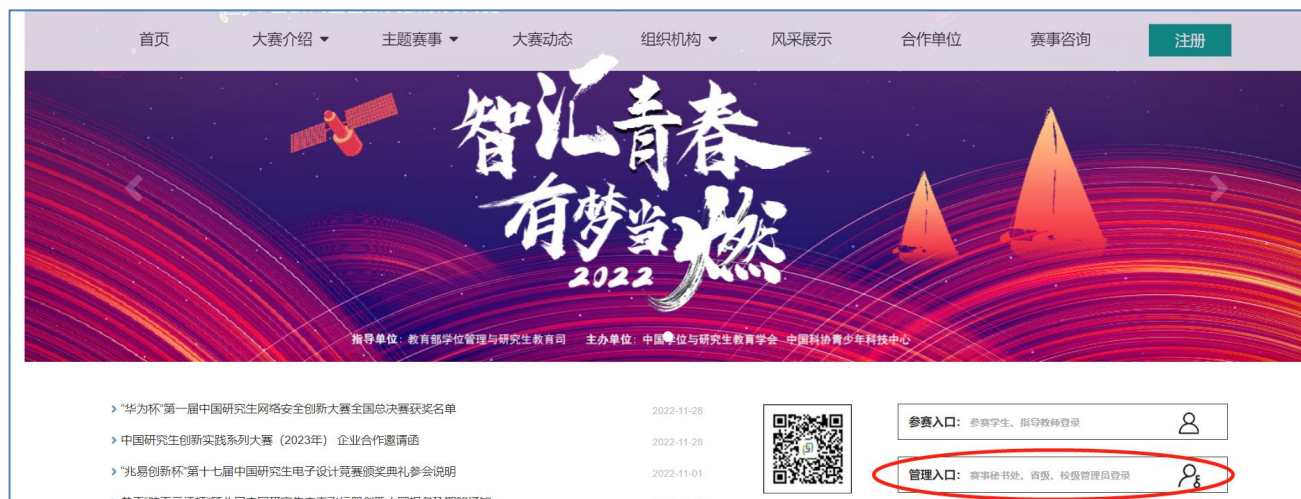 首页 大赛介绍 主题赛事 大赛动态 组织机构 风采展示 合作单位 赛事咨询 注册
智汇青春
有梦当燃
2022
指导单位：教育部学位管理与研究生教育司 主办单位：中国学位与研究生教育学会 中国科协青少年科技中心
“华为杯”第一届中国研究生网络安全创新大赛全国总决赛获奖名单 2022-11-28
中国研究生创新实践系列大赛（2023年） 企业合作邀请函 2022-11-28
“兆易创新杯”第十七届中国研究生电子设计竞赛颁奖典礼参会说明 2022-11-01
参赛入口：参赛学生、指导教师登录
管理入口：赛事秘书处、省级、校级管理员登录